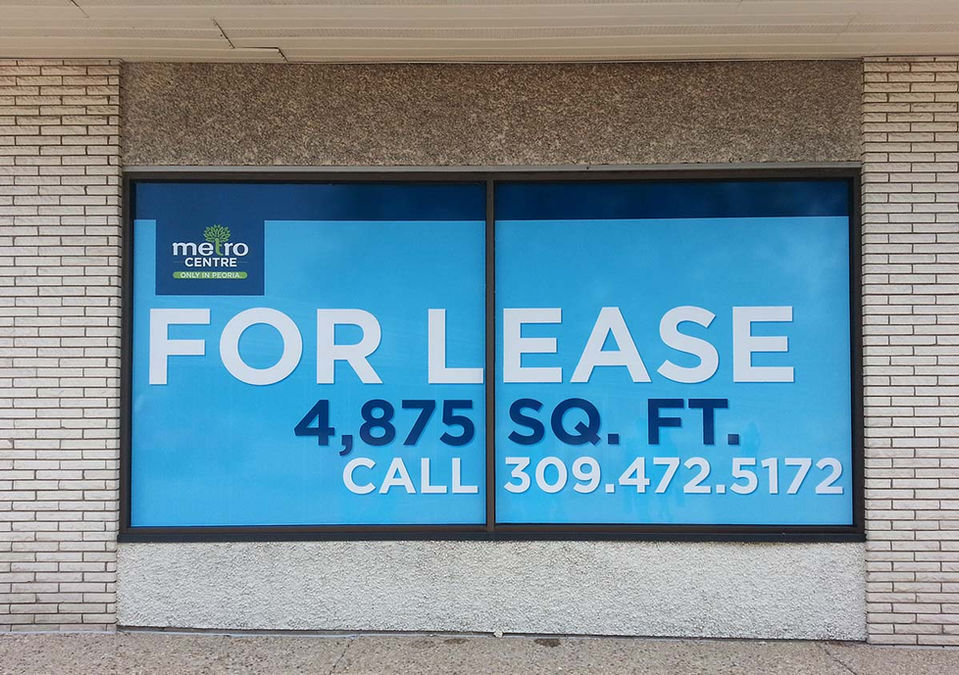 metro
CENTRE
ONLY IN PEORIA.
FOR LEASE
4,875 SQ. FT.
CALL 309.472.5172